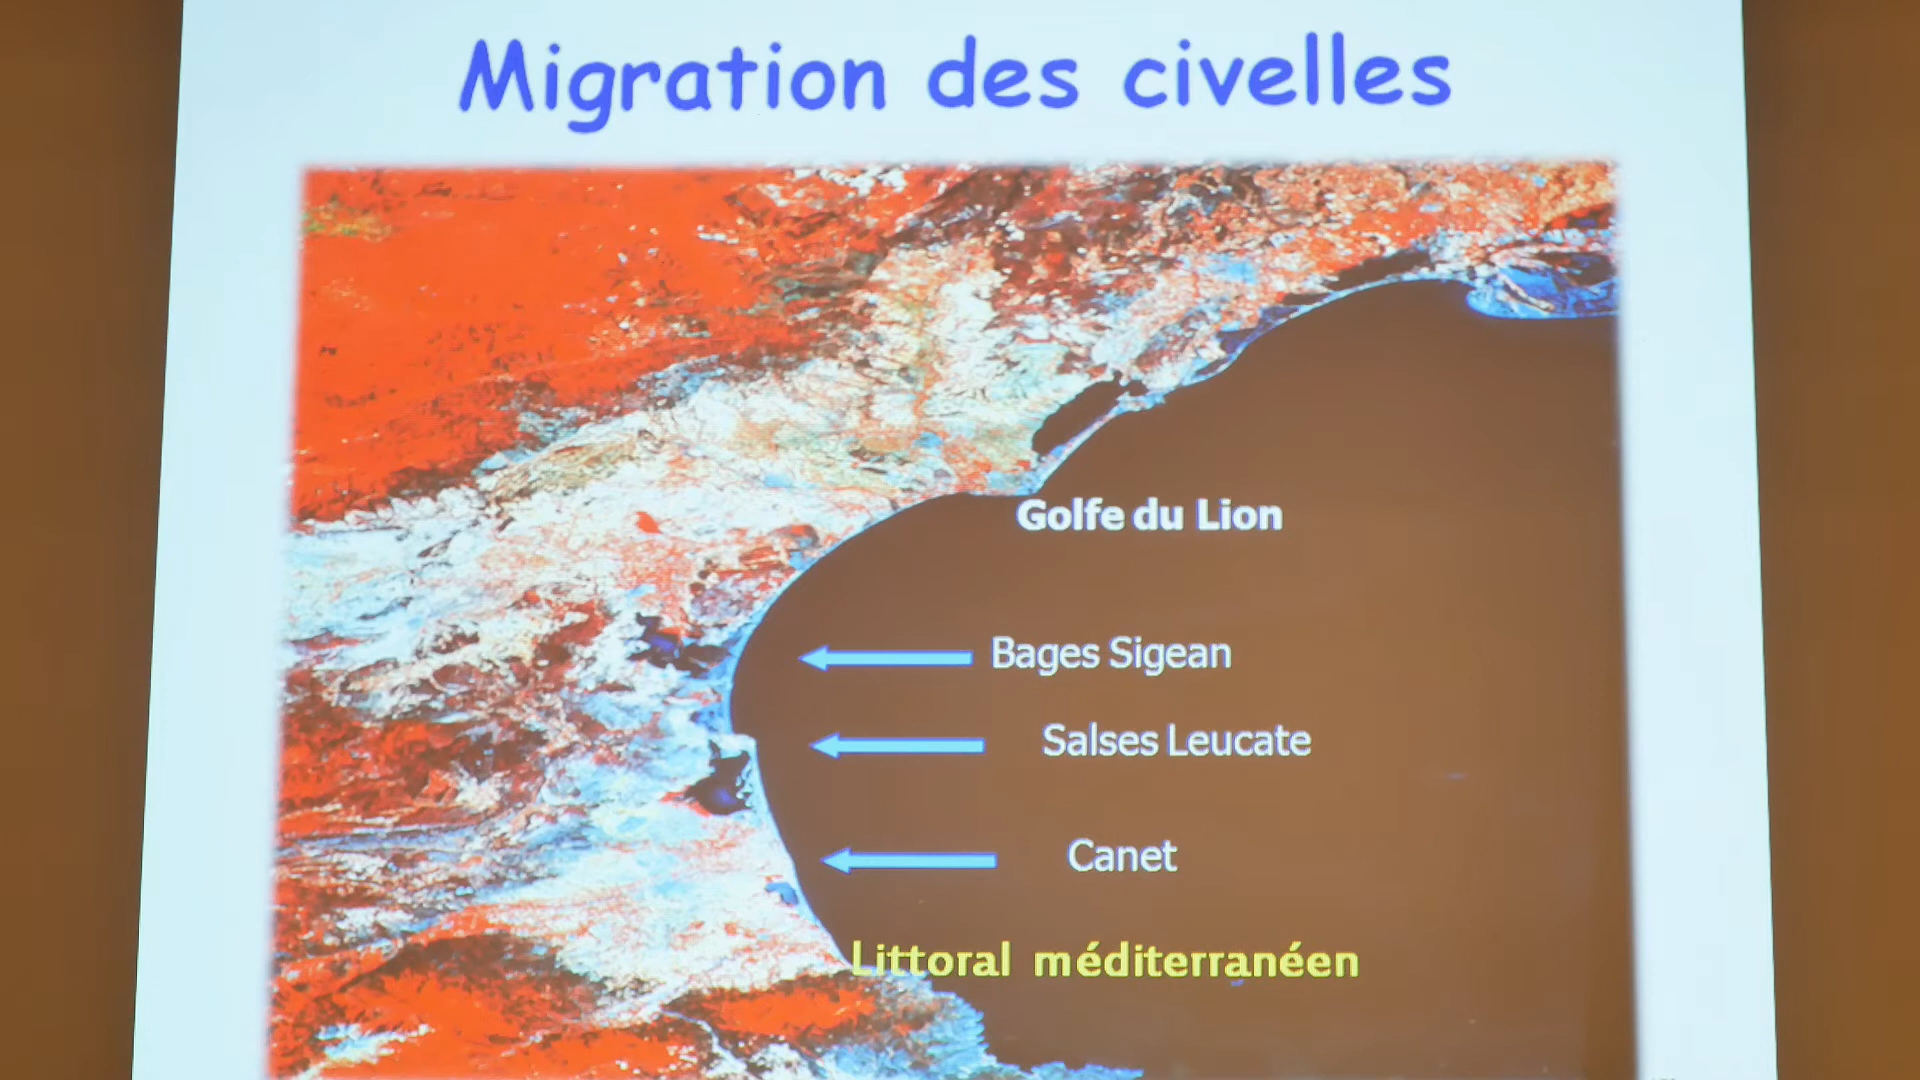 Migration des civelles
Golfe du Lion
Bages Sigean
Salses Leucate
Canet
Littoral méditerranéen